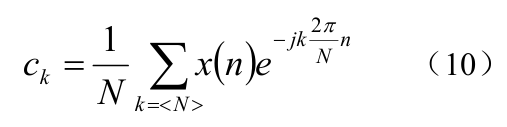 c_k = \frac{1}{N} \sum_{k=<N>} x(n) e^{-jk\frac{2\pi}{N}n} （10）